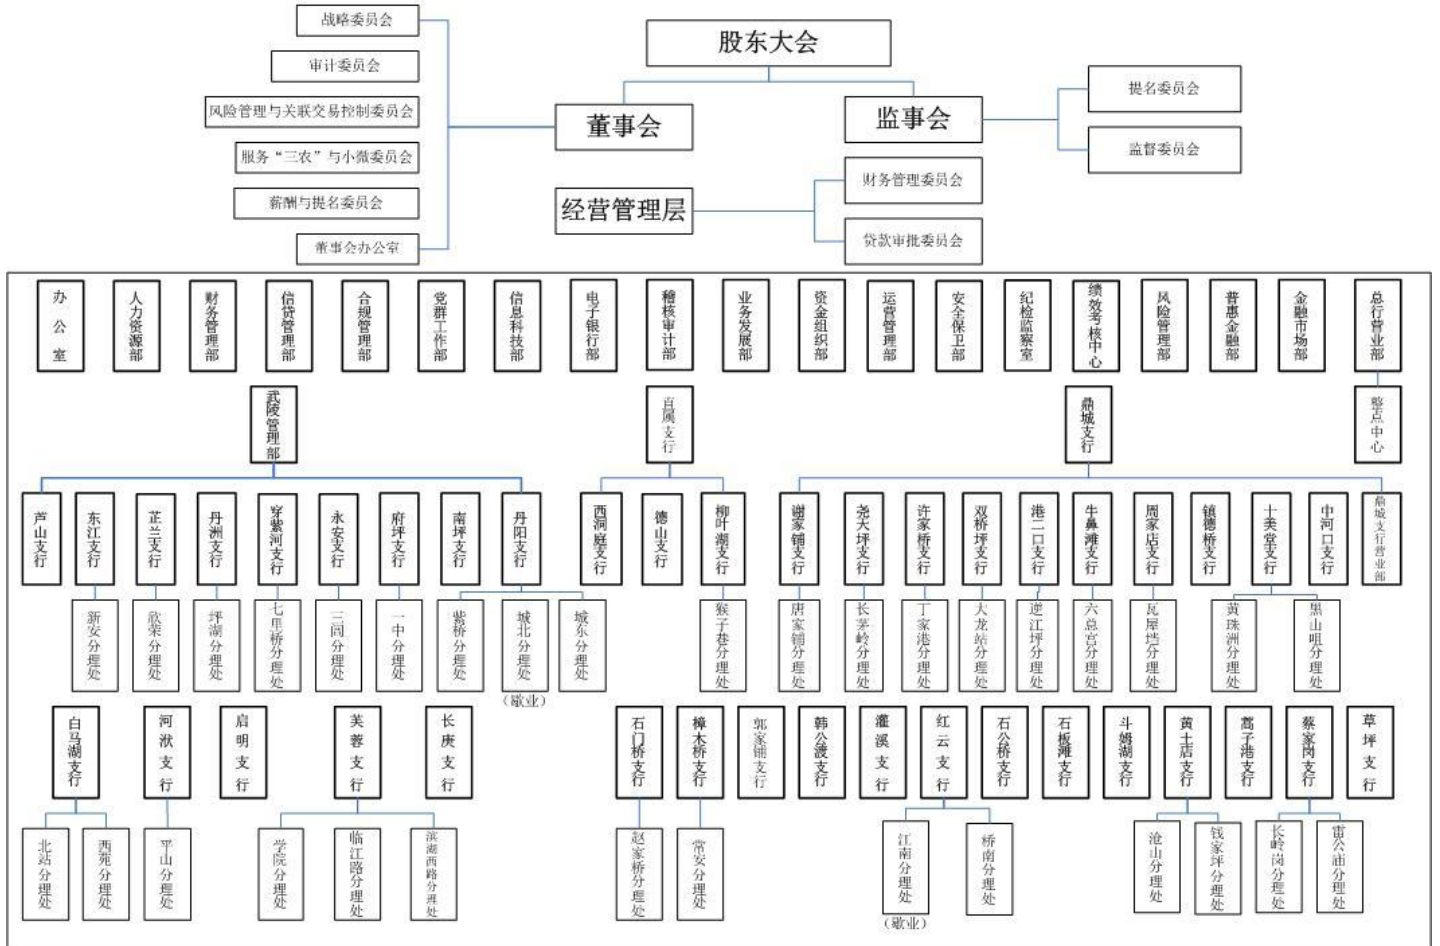 战略委员会
审计委员会
风险管理与关联交易控制委员会
服务“三农”与小微委员会
薪酬与提名委员会
董事会办公室
股东大会
董事会
监事会
提名委员会
监督委员会
经营管理层
财务管理委员会
贷款审批委员会
办公室
人力资源部
财务管理部
信贷管理部
合规管理部
党群工作部
信息科技部
电子银行部
稽核审计部
业务发展部
资金组织部
运营管理部
安全保卫部
纪检监察室
绩效考核中心
风险管理部
普惠金融部
金融市场部
总行营业部
武陵管理部
直属支行
鼎城支行
整点中心
芦山支行
东江支行
芷兰支行
丹洲支行
穿紫河支行
永安支行
府坪支行
南坪支行
丹阳支行
西洞庭支行
德山支行
柳叶湖支行
谢家铺支行
尧天坪支行
许家桥支行
双桥坪支行
港二口支行
牛鼻滩支行
周家店支行
镇德桥支行
十美堂支行
中河口支行
鼎城支行营业部
新安分理处
欣荣分理处
坪湖分理处
七里桥分理处
三闾分理处
一中分理处
紫桥分理处
城北分理处
（歇业）
城东分理处
猴子巷分理处
唐家铺分理处
长茅岭分理处
丁家港分理处
大龙站分理处
逆江坪分理处
六总宫分理处
瓦屋垱分理处
黄珠洲分理处
黑山咀分理处
白马湖支行
河洑支行
启明支行
芙蓉支行
长庚支行
石门桥支行
樟木桥支行
郭家铺支行
韩公渡支行
灌溪支行
红云支行
石公桥支行
石板滩支行
斗姆湖支行
黄土店支行
蒿子港支行
蔡家岗支行
草坪支行
北站分理处
西苑分理处
平山分理处
学院分理处
临江路分理处
滨湖西路分理处
赵家桥分理处
常安分理处
江南分理处
（歇业）
桥南分理处
沧山分理处
钱家坪分理处
长岭岗分理处
雷公庙分理处